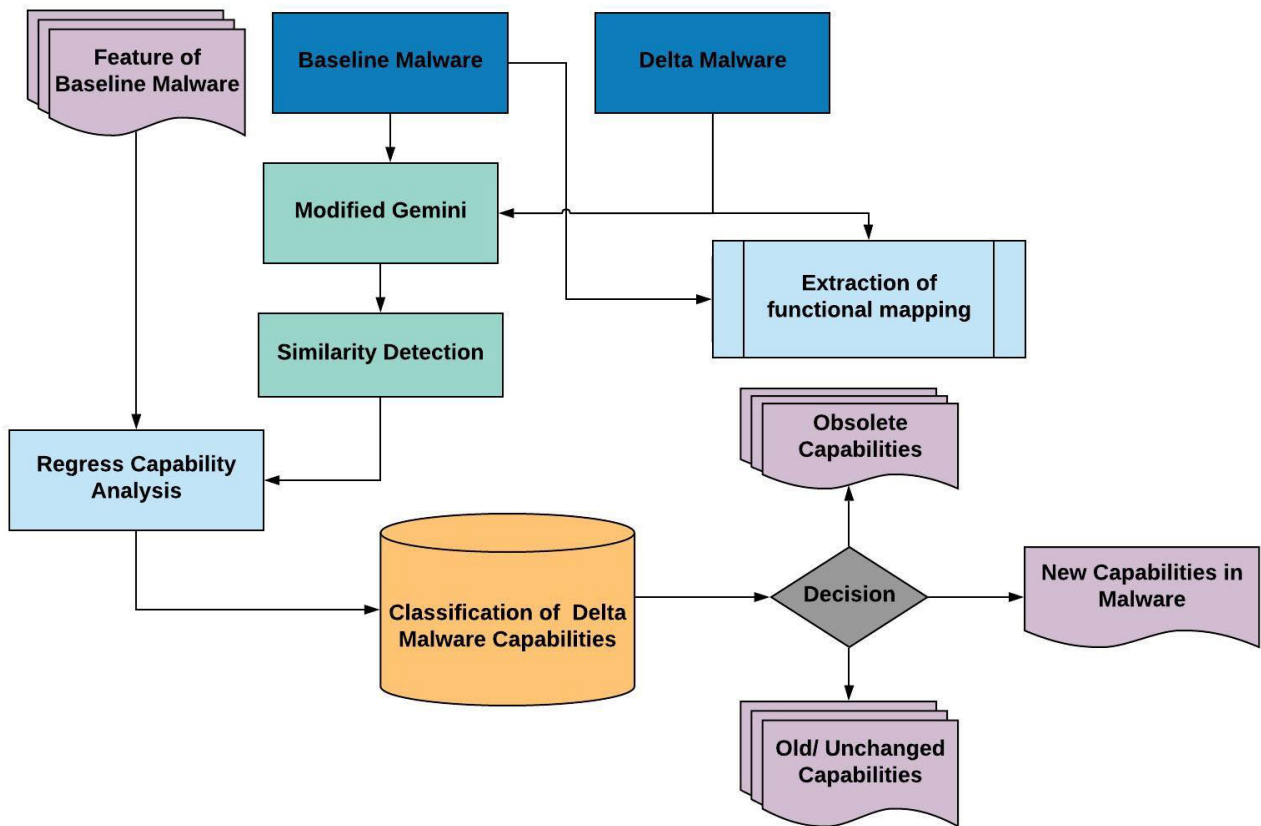 Feature of
Baseline Malware
Baseline Malware
Delta Malware
Modified Gemini
Extraction of
functional mapping
Similarity Detection
Obsolete
Capabilities
Regress Capability
Analysis
New Capabilities in
Malware
Decision
Classification of Delta
Malware Capabilities
Old/ Unchanged
Capabilities